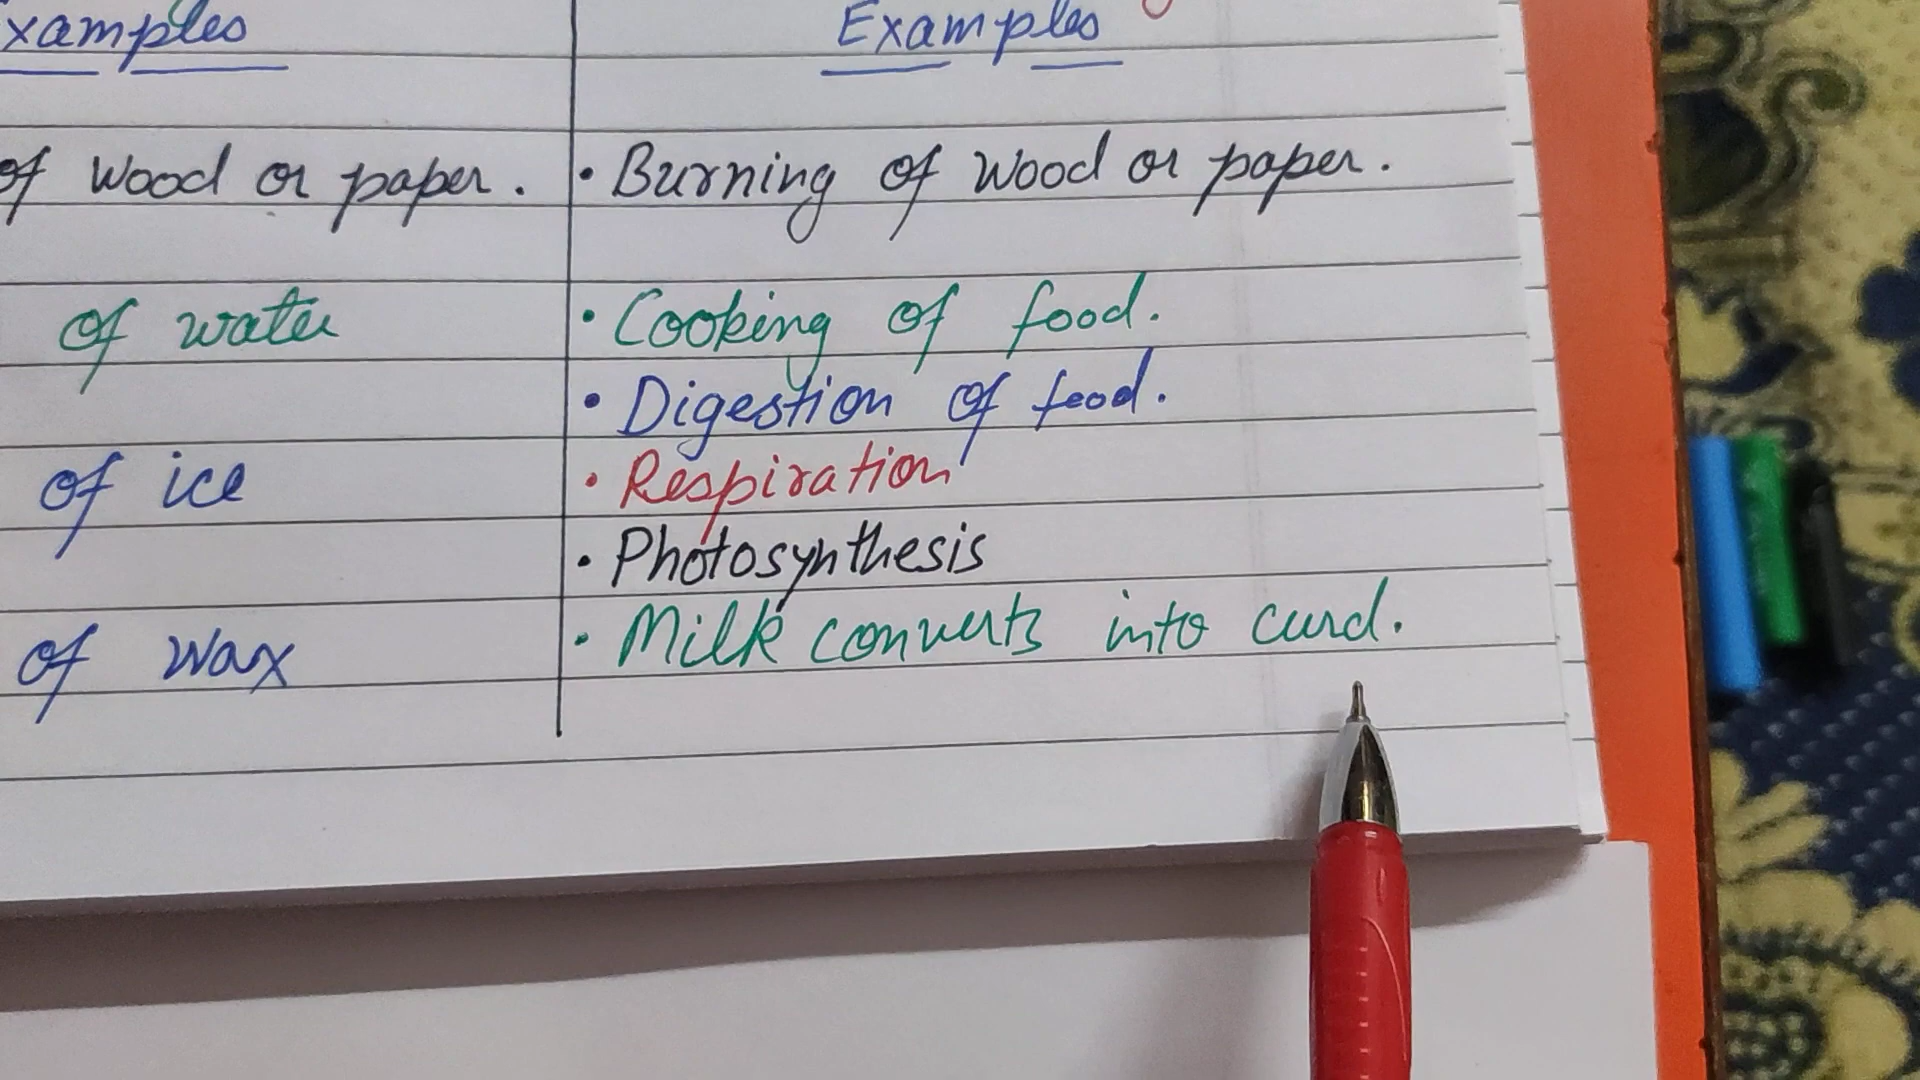 xamples
of wood or paper.
of water
of ice
of wax
Examples
• Burning of wood or paper.
• Cooking of food.
• Digestion of food.
• Respiration
• Photosynthesis
• Milk converts into curd.